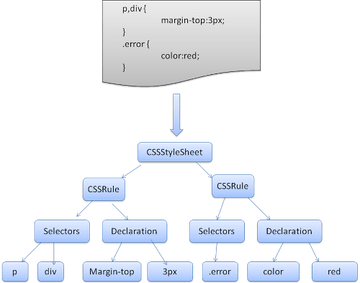 p,div {
margin-top:3px;
}
.error {
color:red;
}
CSSStyleSheet
CSSRule
CSSRule
Selectors
Declaration
Selectors
Declaration
p
div
Margin-top
3px
.error
color
red